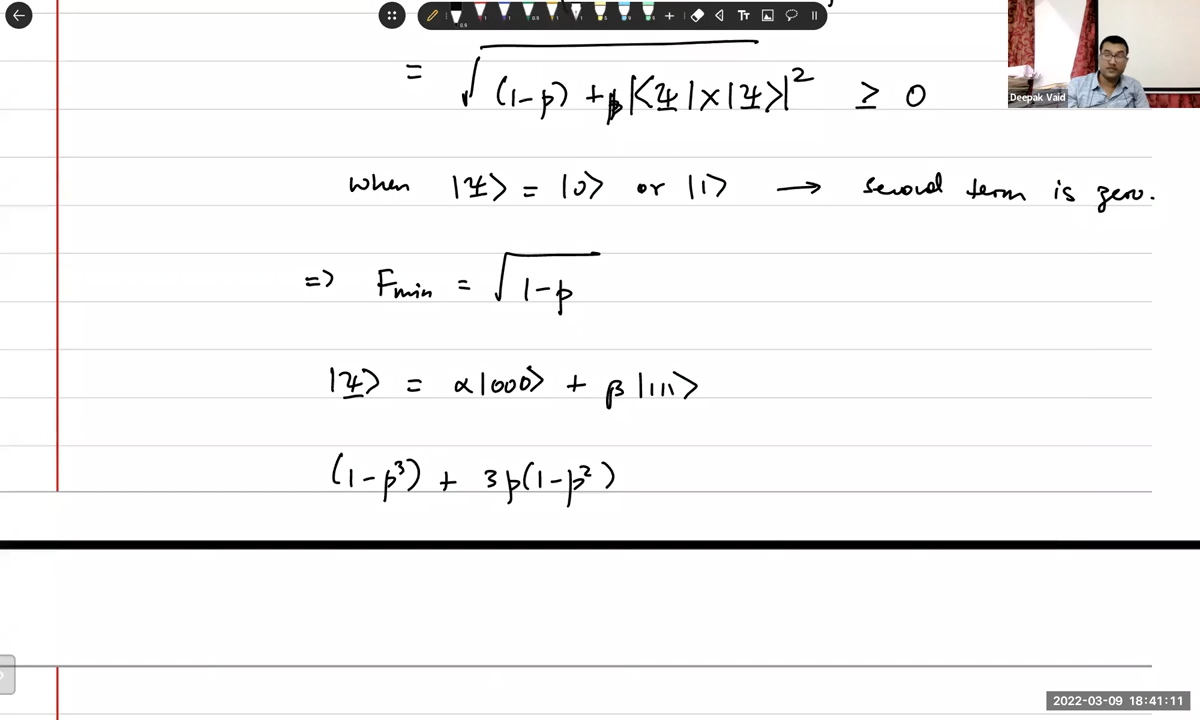 Deepak Vaid
= √((1-p) + p|<Ψ|X|Ψ>|² ≥ 0
when |Ψ> = |0> or |1> → second term is zero.
=> Fmin = √(1-p)
|Ψ> = α|000> + β|111>
(1-p³) + 3p(1-p²)
2022-03-09 18:41:11